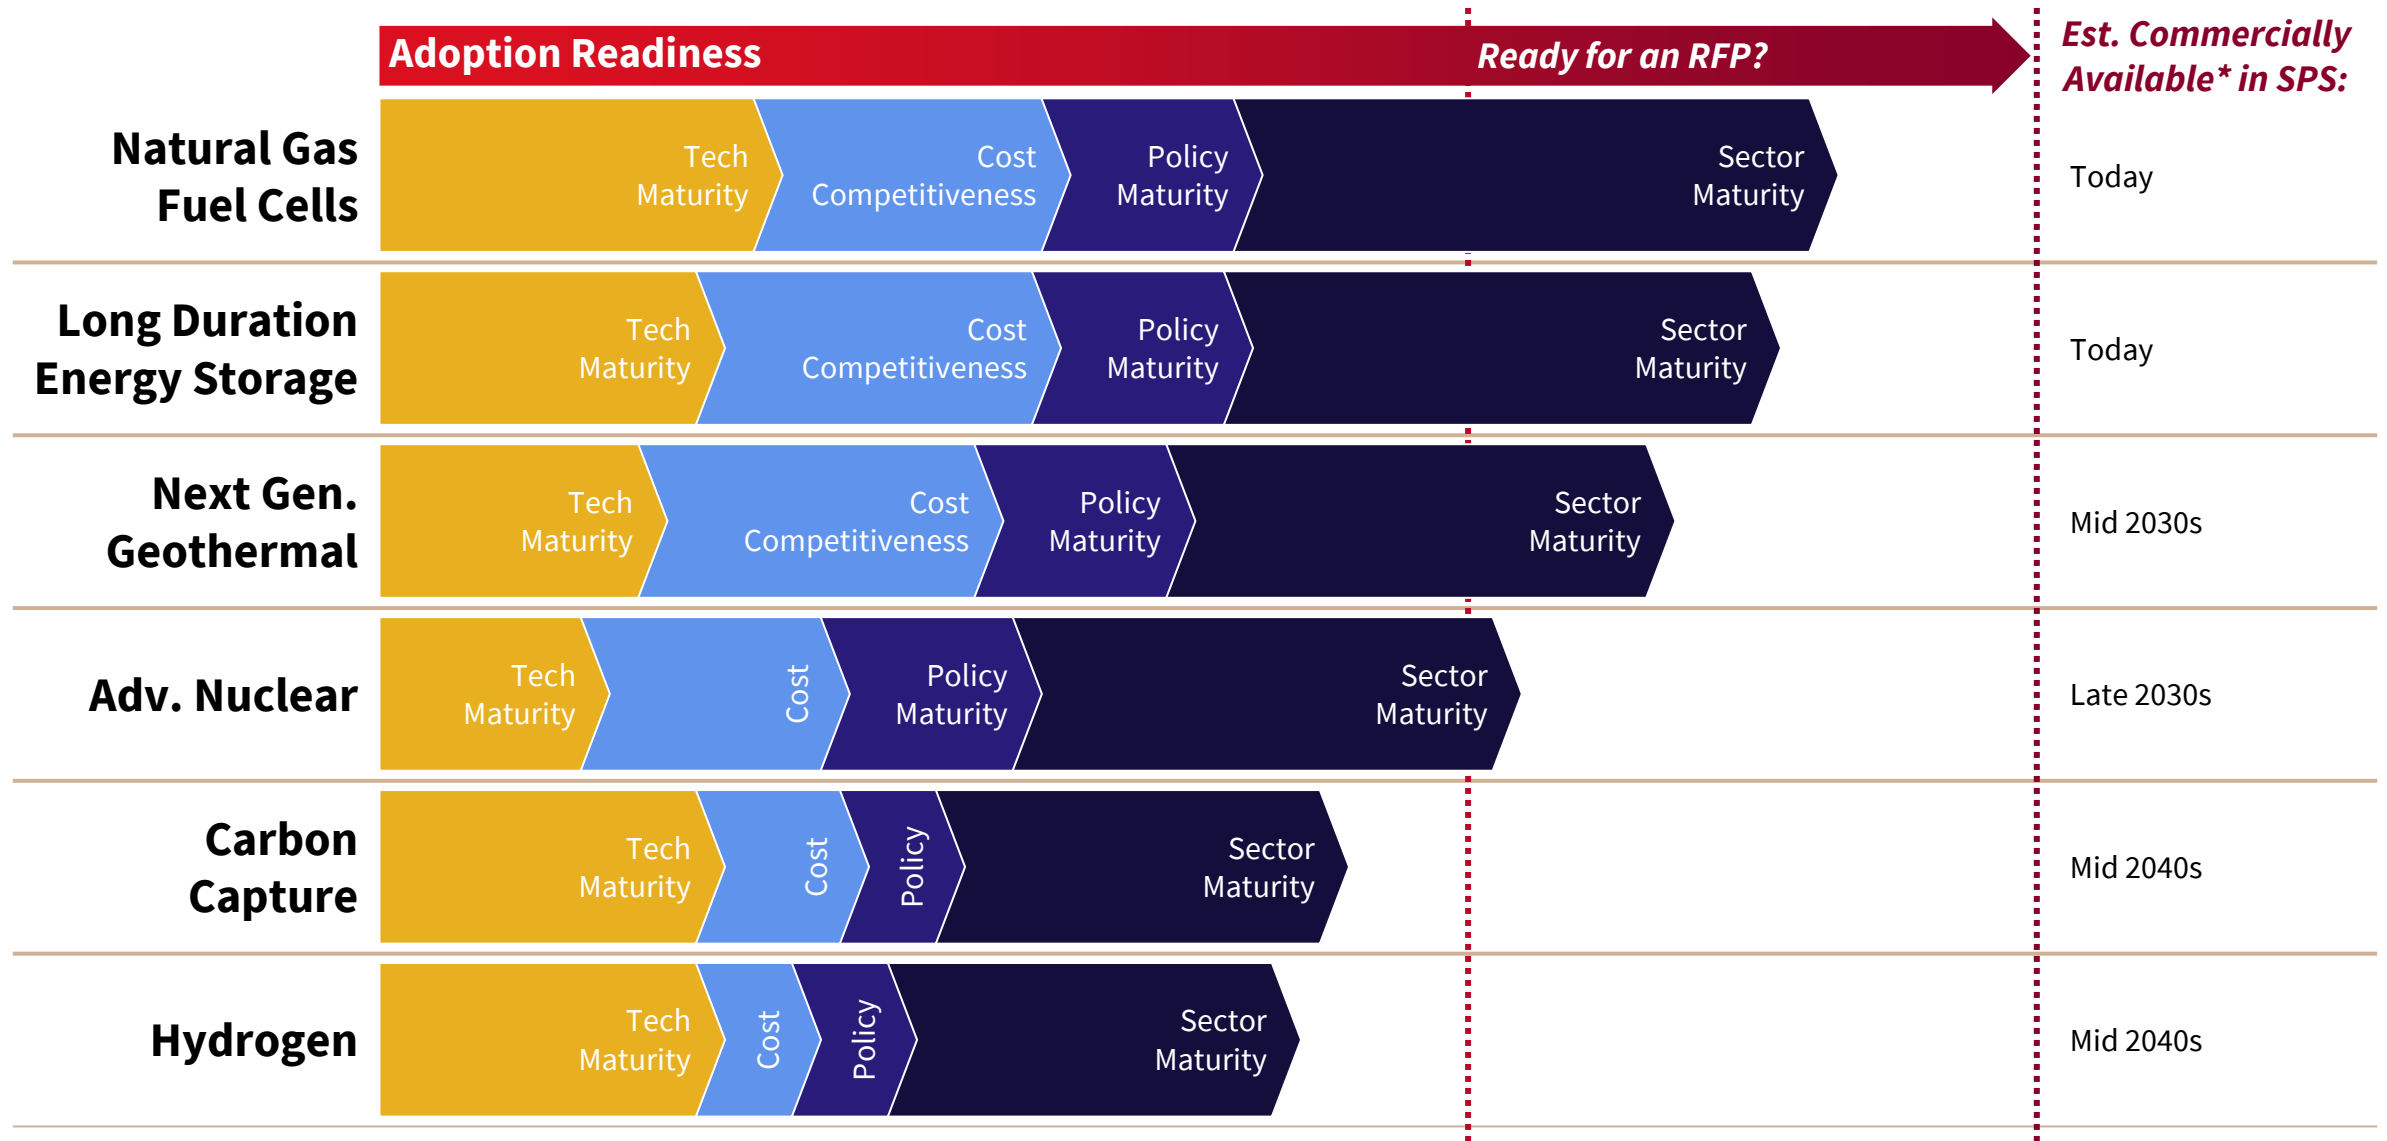 Adoption Readiness
Ready for an RFP?
Est. Commercially
Available* in SPS:
Natural Gas
Fuel Cells
Tech
Maturity
Cost
Competitiveness
Policy
Maturity
Sector
Maturity
Today
Long Duration
Energy Storage
Tech
Maturity
Cost
Competitiveness
Policy
Maturity
Sector
Maturity
Today
Next Gen.
Geothermal
Tech
Maturity
Cost
Competitiveness
Policy
Maturity
Sector
Maturity
Mid 2030s
Adv. Nuclear
Tech
Maturity
Cost
Policy
Maturity
Sector
Maturity
Late 2030s
Carbon
Capture
Tech
Maturity
Cost
Policy
Sector
Maturity
Mid 2040s
Hydrogen
Tech
Maturity
Cost
Policy
Sector
Maturity
Mid 2040s